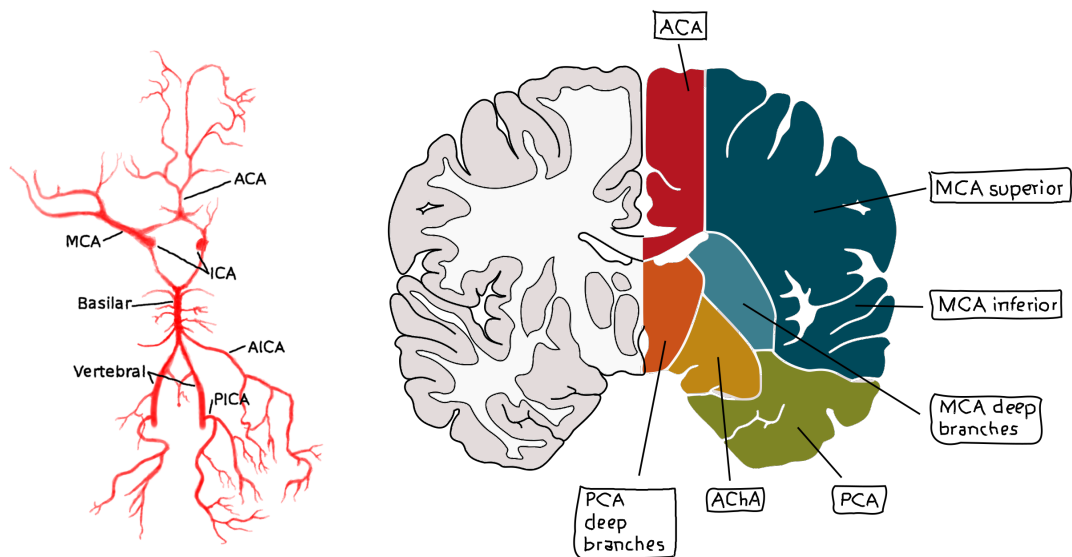 ACA
MCA
ICA
Basilar
AICA
Vertebral
PICA
ACA
MCA superior
MCA inferior
MCA deep
branches
PCA
deep
branches
AChA
PCA